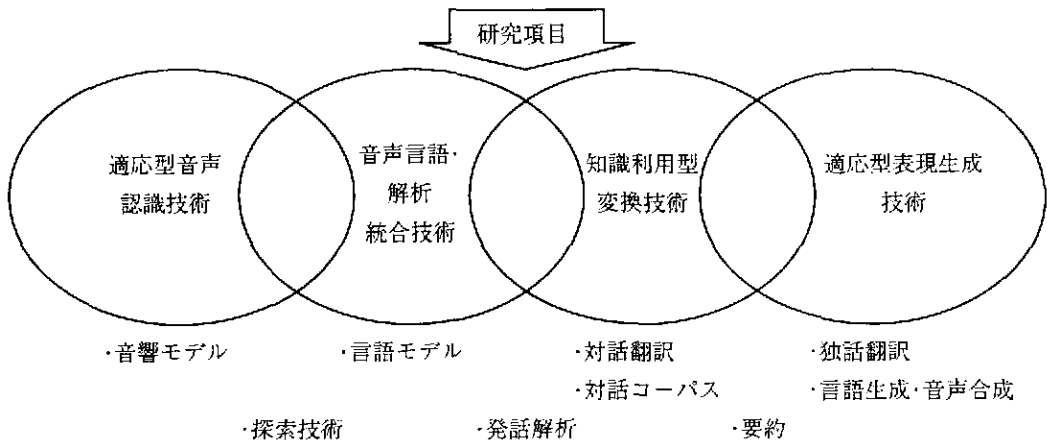 研究項目
適応型音声
認識技術
音声言語·
解析
統合技術
知識利用型
変換技術
適応型表現生成
技術
·音響モデル
·言語モデル
·対話翻訳
·独話翻訳
·対話コーパス
·言語生成·音声合成
·探索技術
·発話解析
·要約